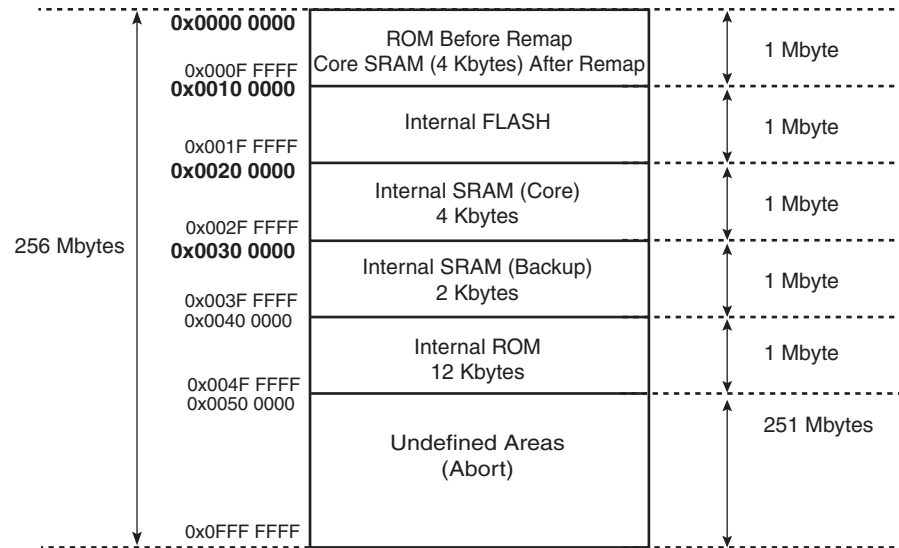 0x0000 0000
ROM Before Remap
Core SRAM (4 Kbytes) After Remap
1 Mbyte
0x000F FFFF
0x0010 0000
Internal FLASH
1 Mbyte
0x001F FFFF
0x0020 0000
Internal SRAM (Core)
4 Kbytes
1 Mbyte
0x002F FFFF
256 Mbytes
0x0030 0000
Internal SRAM (Backup)
2 Kbytes
1 Mbyte
0x003F FFFF
0x0040 0000
Internal ROM
12 Kbytes
1 Mbyte
0x004F FFFF
0x0050 0000
251 Mbytes
Undefined Areas
(Abort)
0x0FFF FFFF